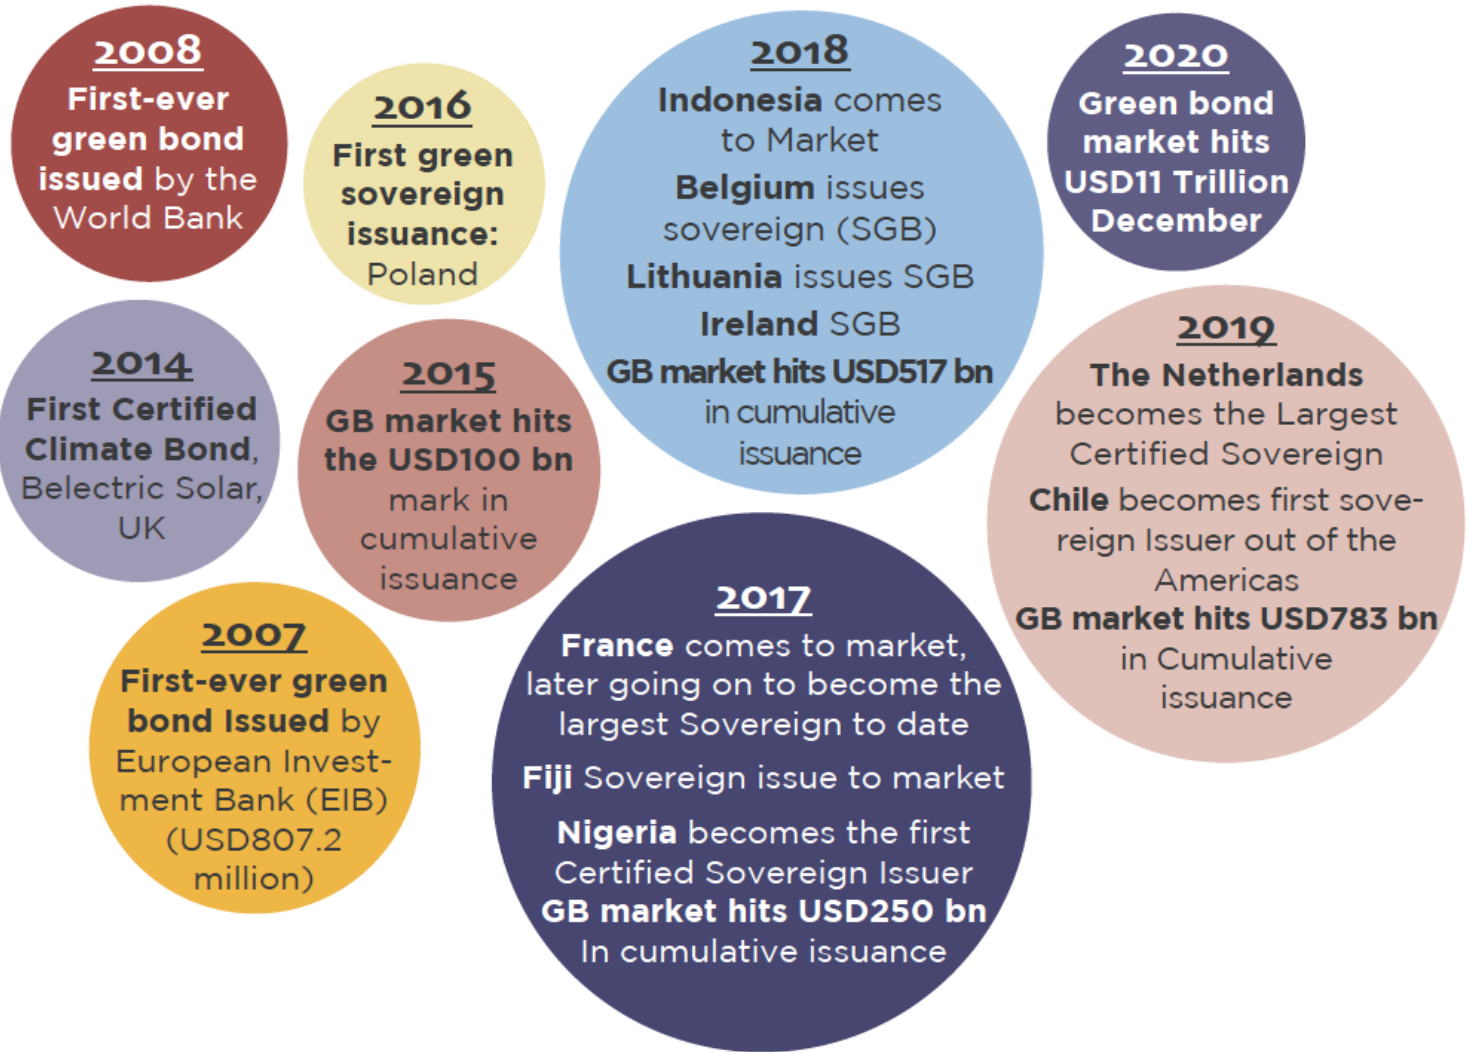 2008
First-ever
green bond
issued by the
World Bank
2016
First green
sovereign
issuance:
Poland
2018
Indonesia comes
to Market
Belgium issues
sovereign (SGB)
Lithuania issues SGB
Ireland SGB
GB market hits USD517 bn
in cumulative
issuance
2020
Green bond
market hits
USD11 Trillion
December
2014
First Certified
Climate Bond,
Belectric Solar,
UK
2015
GB market hits
the USD100 bn
mark in
cumulative
issuance
2019
The Netherlands
becomes the Largest
Certified Sovereign
Chile becomes first sove-
reign Issuer out of the
Americas
GB market hits USD783 bn
in Cumulative
issuance
2007
First-ever green
bond Issued by
European Invest-
ment Bank (EIB)
(USD807.2
million)
2017
France comes to market,
later going on to become the
largest Sovereign to date
Fiji Sovereign issue to market
Nigeria becomes the first
Certified Sovereign Issuer
GB market hits USD250 bn
In cumulative issuance